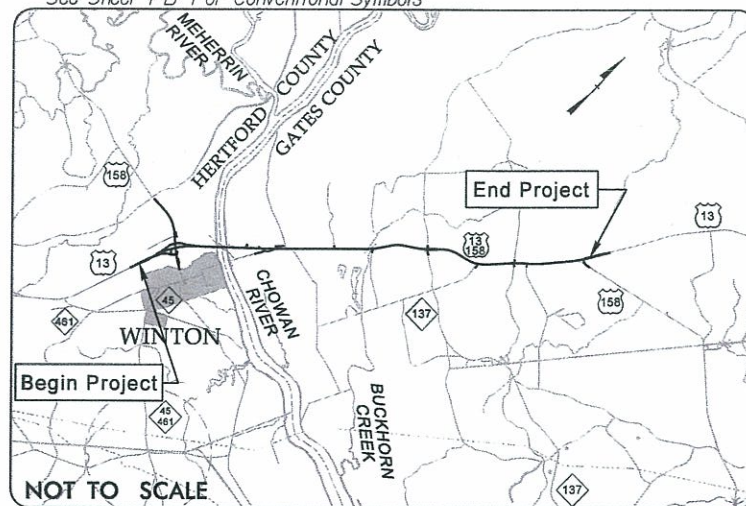 See Sheet 1-B For Conventional Symbols
MEHERRIN
RIVER
HERTFORD COUNTY
GATES COUNTY
158
End Project
13
13
158
13
45
CHOWAN
RIVER
158
461
137
WINTON
Begin Project
BUCKHORN
CREEK
45
461
NOT TO SCALE
137